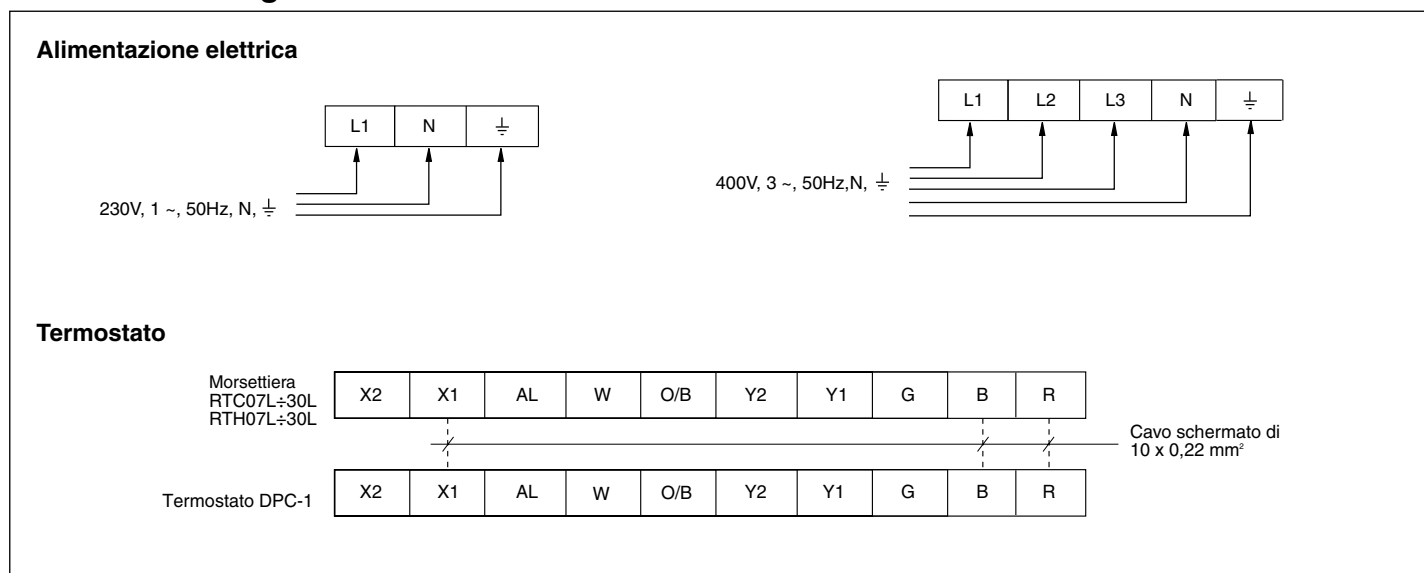 Alimentazione elettrica
L1 N ⏚
230V, 1 ~, 50Hz, N, ⏚
L1 L2 L3 N ⏚
400V, 3 ~, 50Hz,N, ⏚
Termostato
Morsettiera
RTC07L÷30L
RTH07L÷30L
X2 X1 AL W O/B Y2 Y1 G B R
Cavo schermato di
10 x 0,22 mm²
Termostato DPC-1
X2 X1 AL W O/B Y2 Y1 G B R